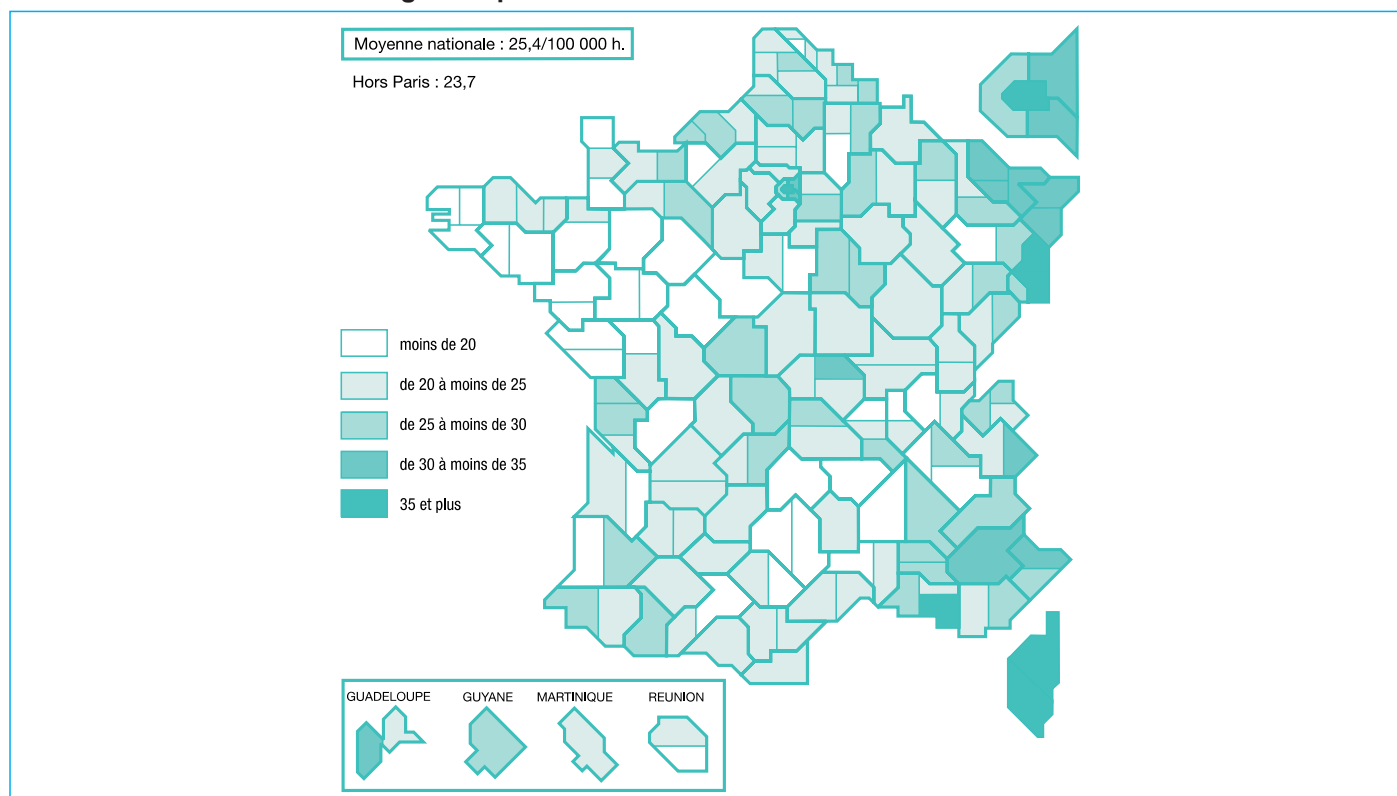 Moyenne nationale : 25,4/100 000 h.
Hors Paris : 23,7
moins de 20
de 20 à moins de 25
de 25 à moins de 30
de 30 à moins de 35
35 et plus
GUADELOUPE GUYANE MARTINIQUE REUNION